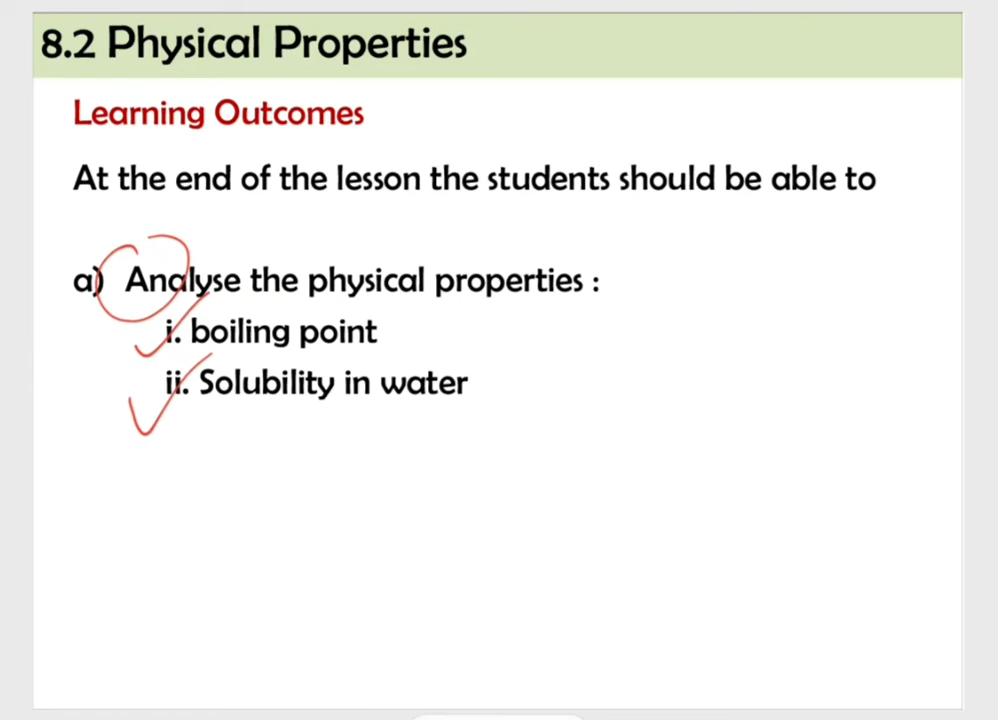 8.2 Physical Properties
Learning Outcomes
At the end of the lesson the students should be able to
a) Analyse the physical properties :
i. boiling point
ii. Solubility in water